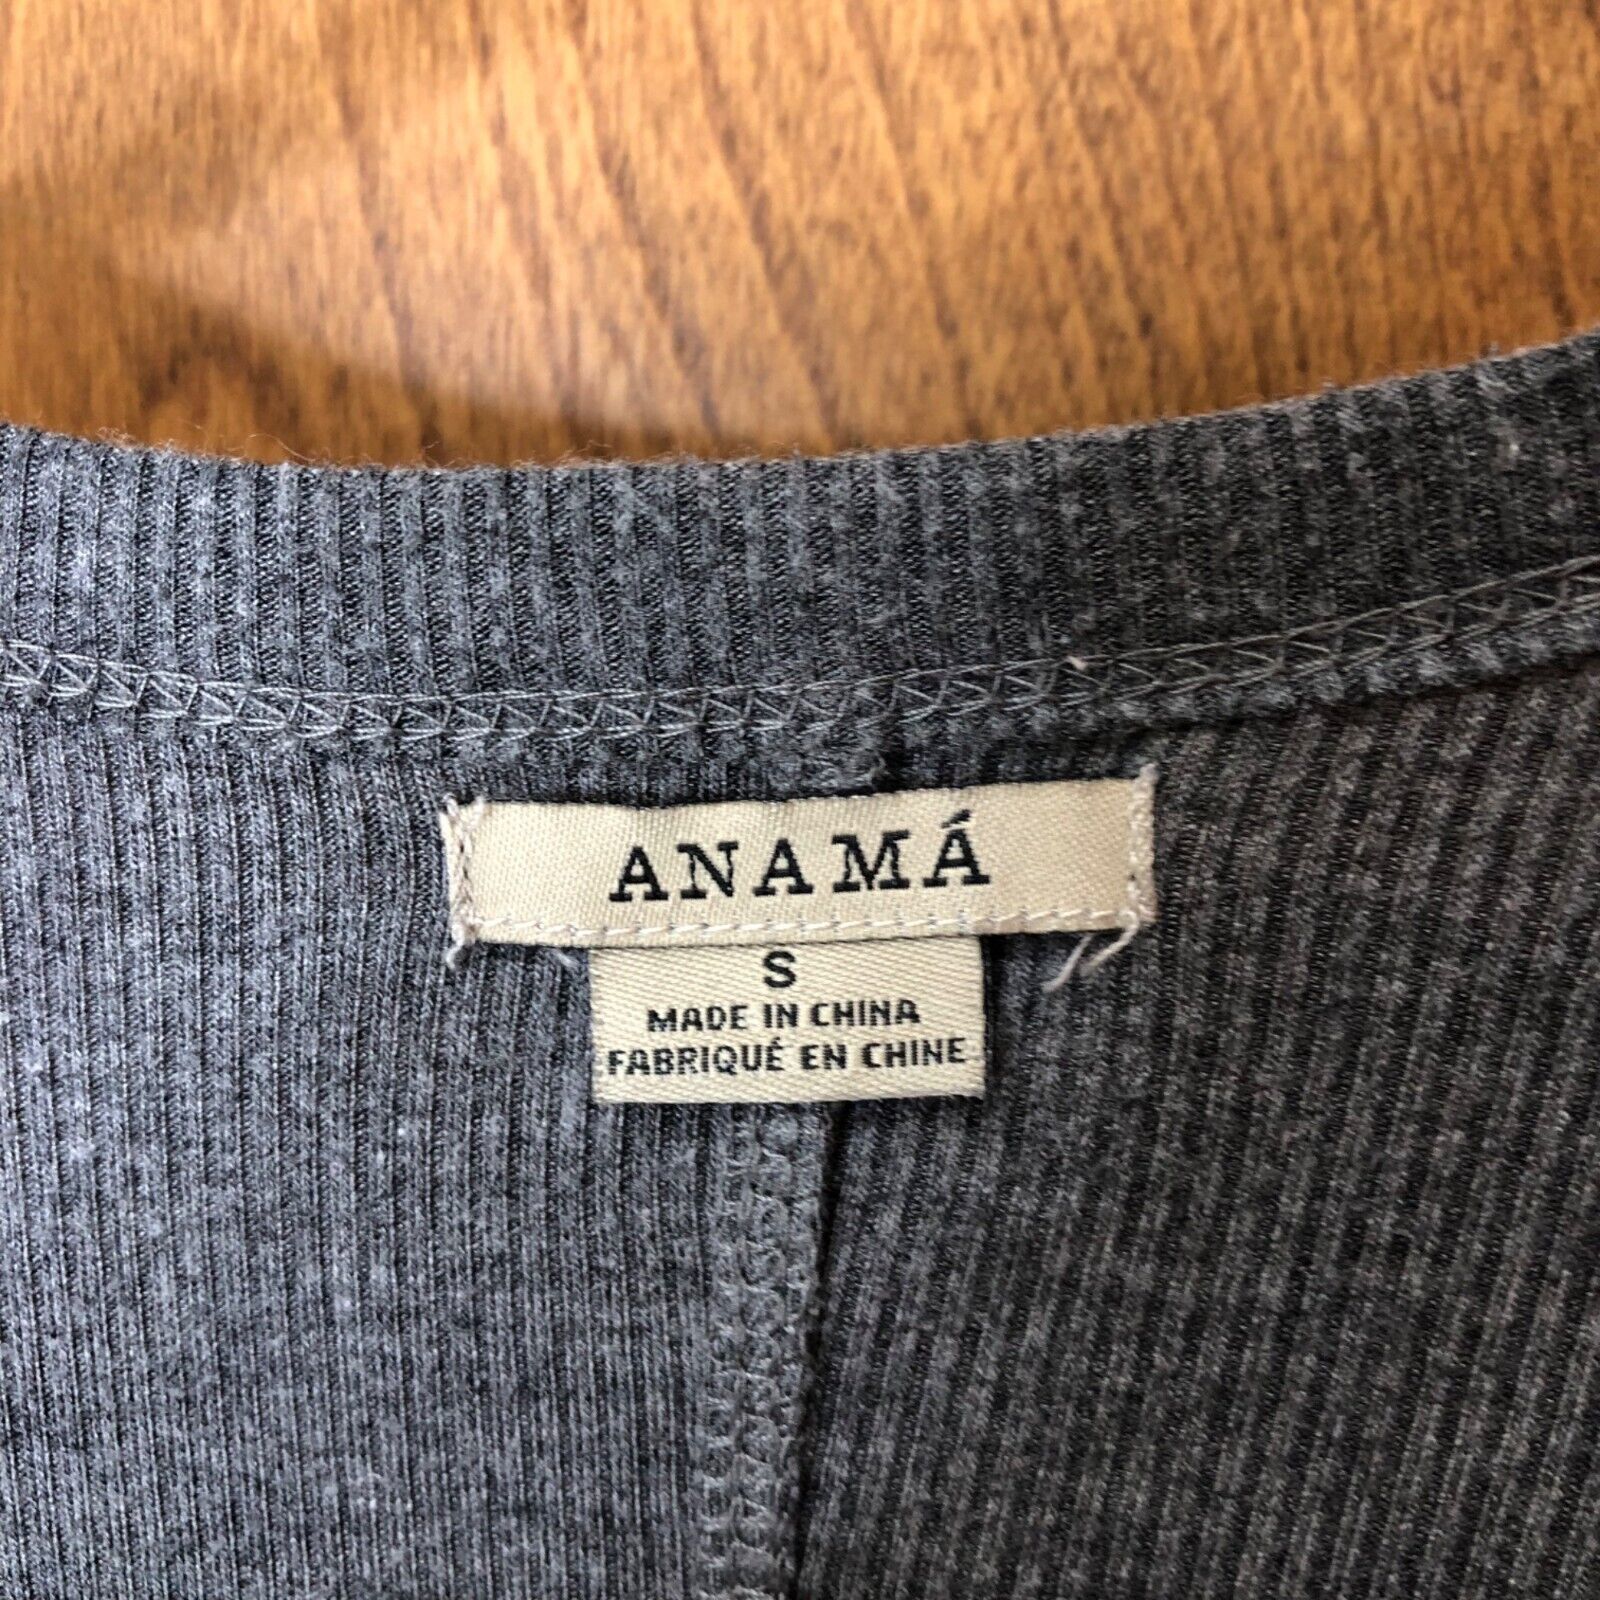 ANAMÁ
S
MADE IN CHINA
FABRIQUÉ EN CHINE